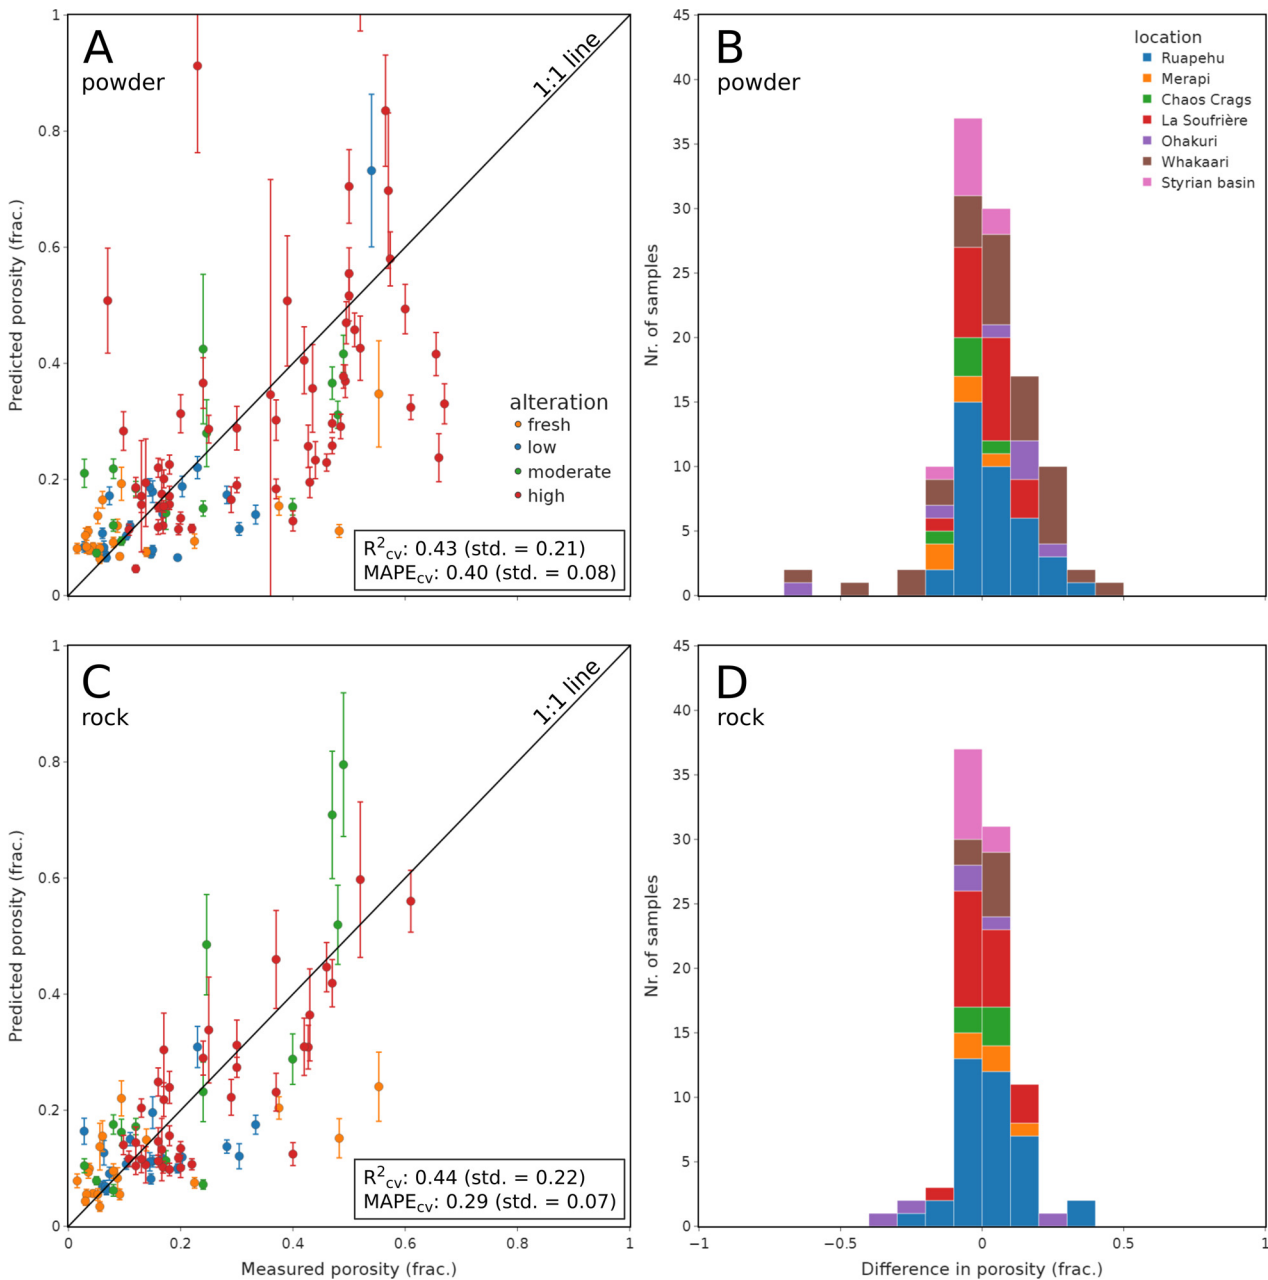 A
powder
1:1 line
Predicted porosity (frac.)
1
0.8
0.6
0.4
0.2
0
alteration
fresh
low
moderate
high
R²cv: 0.43 (std. = 0.21)
MAPEcv: 0.40 (std. = 0.08)
B
powder
location
Ruapehu
Merapi
Chaos Crags
La Soufrière
Ohakuri
Whakaari
Styrian basin
Nr. of samples
45
40
35
30
25
20
15
10
5
0
C
rock
1:1 line
Predicted porosity (frac.)
1
0.8
0.6
0.4
0.2
0
R²cv: 0.44 (std. = 0.22)
MAPEcv: 0.29 (std. = 0.07)
0 0.2 0.4 0.6 0.8 1
Measured porosity (frac.)
D
rock
Nr. of samples
45
40
35
30
25
20
15
10
5
0
−1 −0.5 0 0.5 1
Difference in porosity (frac.)